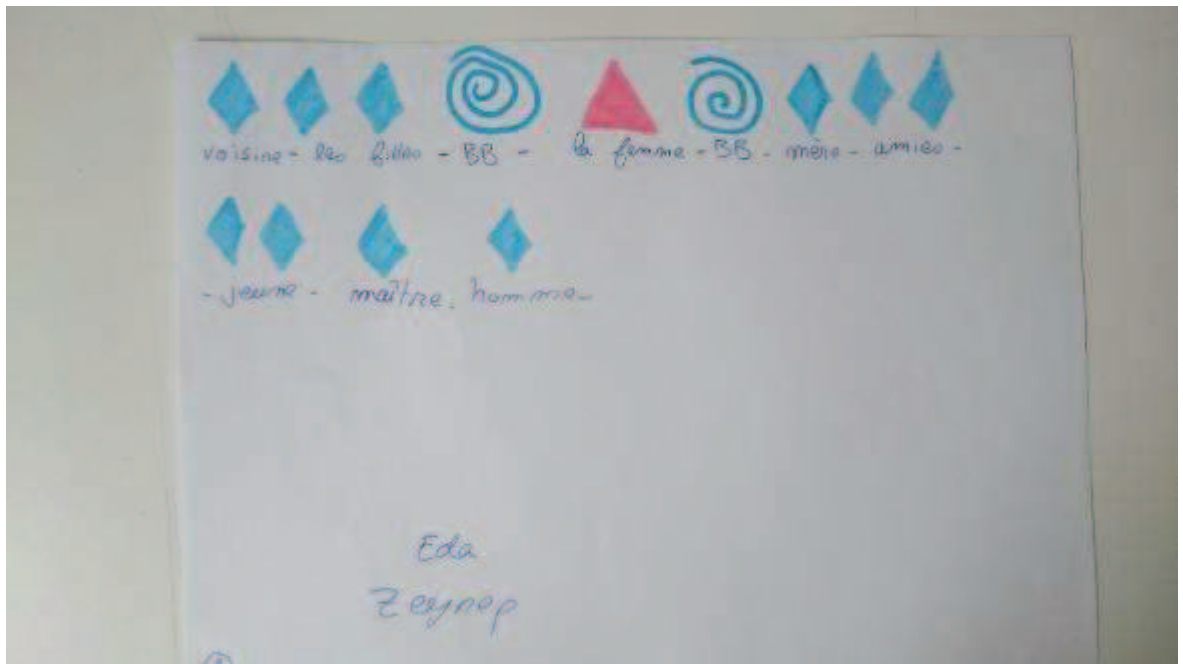 voisine - les filles - BB - la femme - BB - mère - amies -
- jeune - maître. homme -
Eda
Zeynep